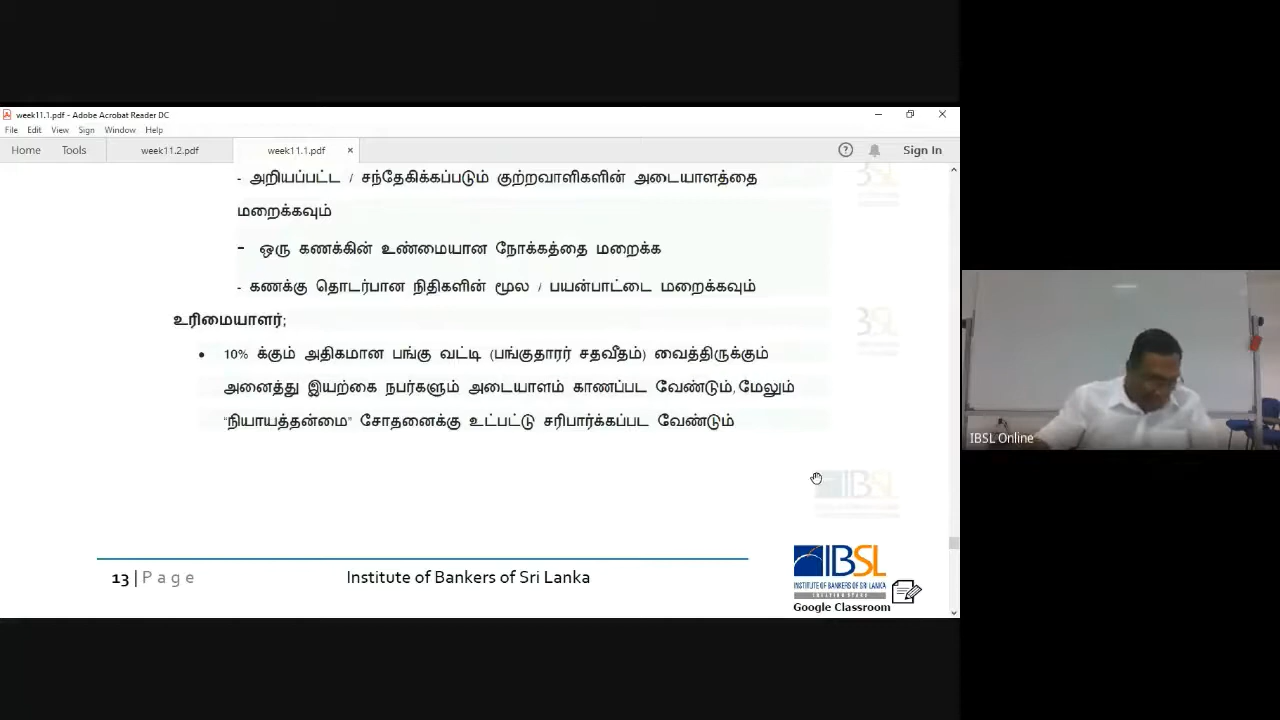 week11.1.pdf - Adobe Acrobat Reader DC
File Edit View Sign Window Help
Home Tools week11.2.pdf week11.1.pdf × Sign In
- அறியப்பட்ட / சந்தேகிக்கப்படும் குற்றவாளிகளின் அடையாளத்தை
மறைக்கவும்
- ஒரு கணக்கின் உண்மையான நோக்கத்தை மறைக்க
- கணக்கு தொடர்பான நிதிகளின் மூல / பயன்பாட்டை மறைக்கவும்
உரிமையாளர்;
• 10% க்கும் அதிகமான பங்கு வட்டி (பங்குதாரர் சதவீதம்) வைத்திருக்கும்
அனைத்து இயற்கை நபர்களும் அடையாளம் காணப்பட வேண்டும், மேலும்
“நியாயத்தன்மை” சோதனைக்கு உட்பட்டு சரிபார்க்கப்பட வேண்டும்
IBSL Online
IBSL
13 | Page Institute of Bankers of Sri Lanka
IBSL
INSTITUTE OF BANKERS OF SRI LANKA
Google Classroom